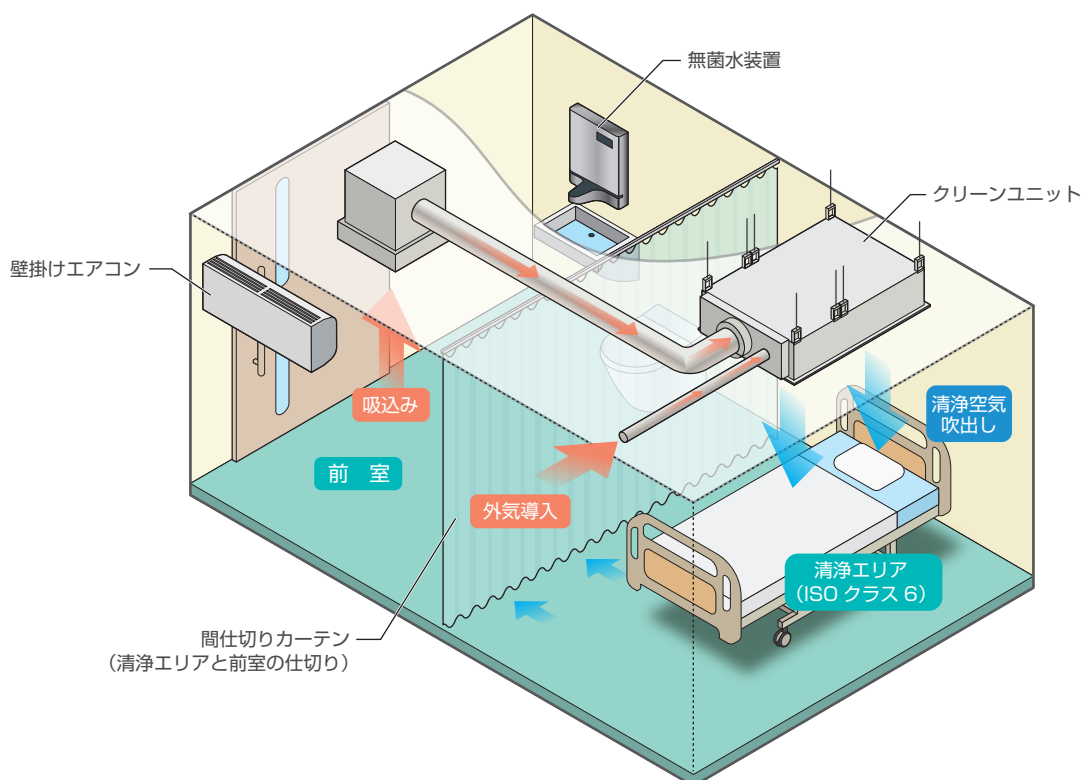 無菌水装置
クリーンユニット
壁掛けエアコン
吸込み
清浄空気
吹出し
前 室
外気導入
清浄エリア
（ISO クラス 6）
間仕切りカーテン
（清浄エリアと前室の仕切り）